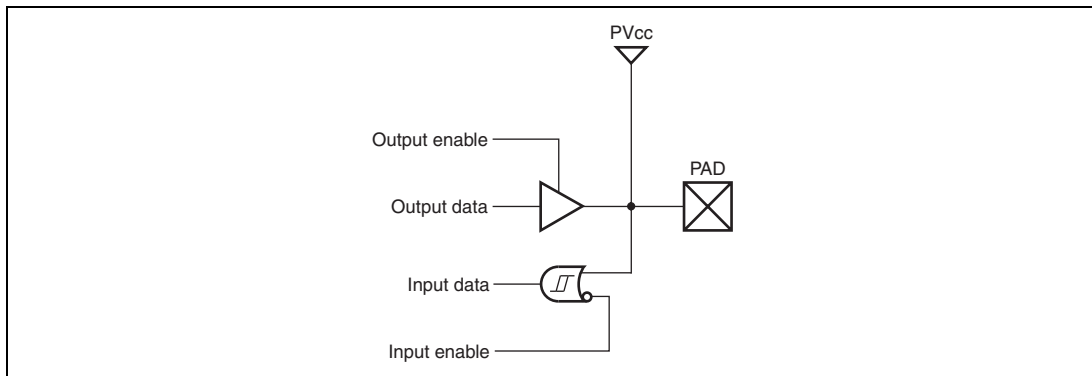 PVcc
Output enable
PAD
Output data
Input data
Input enable